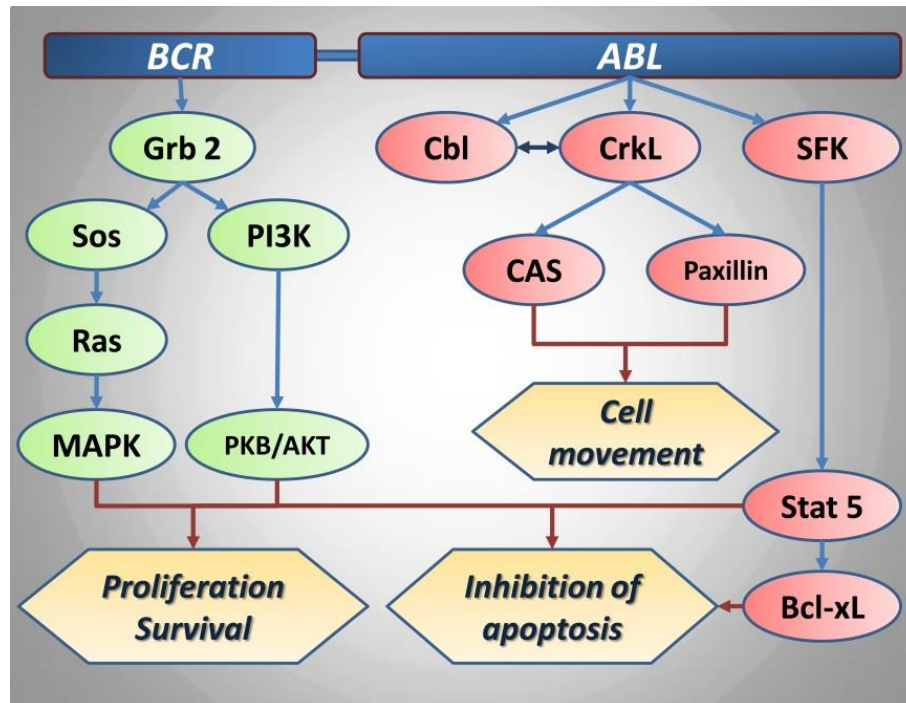 BCR
ABL
Grb 2
Cbl
CrkL
SFK
Sos
PI3K
CAS
Paxillin
Ras
Cell
movement
MAPK
PKB/AKT
Stat 5
Proliferation
Survival
Inhibition of
apoptosis
Bcl-xL